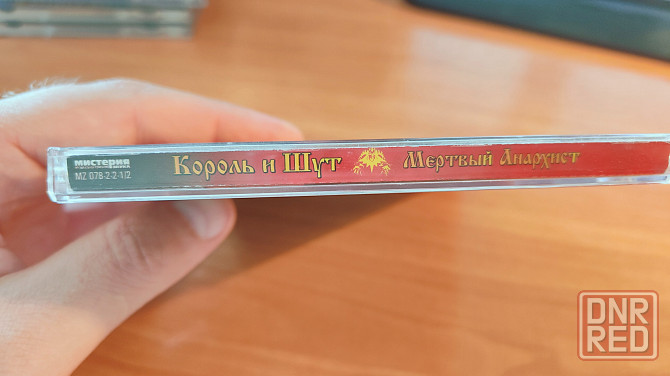 мистерия
MZ 078-2-2-1/2
Король и Шут
Мертвый Анархист
DNR
RED